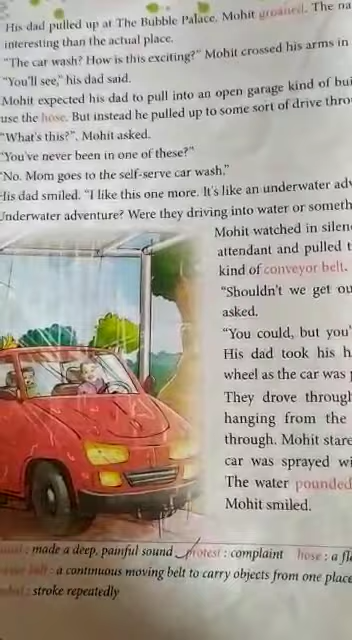 His dad pulled up at The Bubble Palace, Mohit groaned. The na
interesting than the actual place.
"The car wash? How is this exciting?" Mohit crossed his arms in
"You'll see," his dad said.
Mohit expected his dad to pull into an open garage kind of bui
use the hose. But instead he pulled up to some sort of drive thro
"What's this?", Mohit asked.
"You've never been in one of these?"
"No. Mom goes to the self-serve car wash."
His dad smiled. "I like this one more. It's like an underwater adv
Underwater adventure? Were they driving into water or someth
Mohit watched in silen
attendant and pulled t
kind of conveyor belt.
"Shouldn't we get ou
asked.
"You could, but you'
His dad took his h
wheel as the car was
They drove through
hanging from the
through. Mohit stare
car was sprayed wi
The water pounded
Mohit smiled.
: made a deep, painful sound protest : complaint hose : a fl
belt : a continuous moving belt to carry objects from one place
: stroke repeatedly